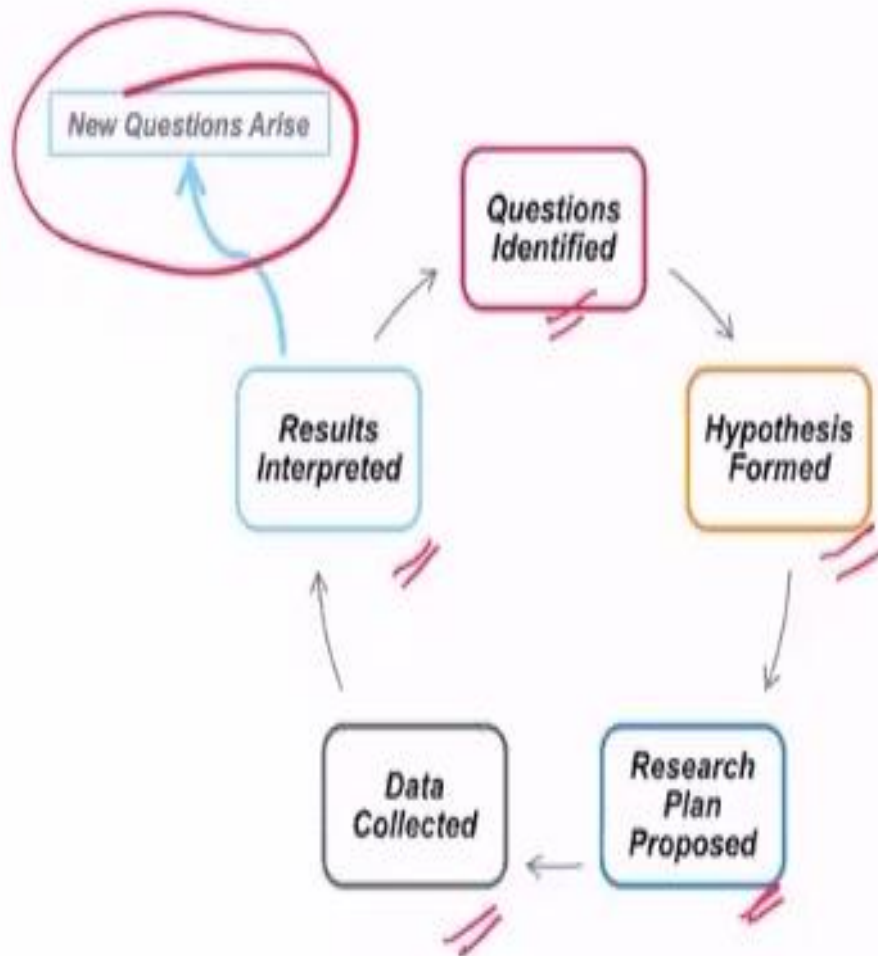 New Questions Arise
Questions
Identified
Hypothesis
Formed
Research
Plan
Proposed
Data
Collected
Results
Interpreted